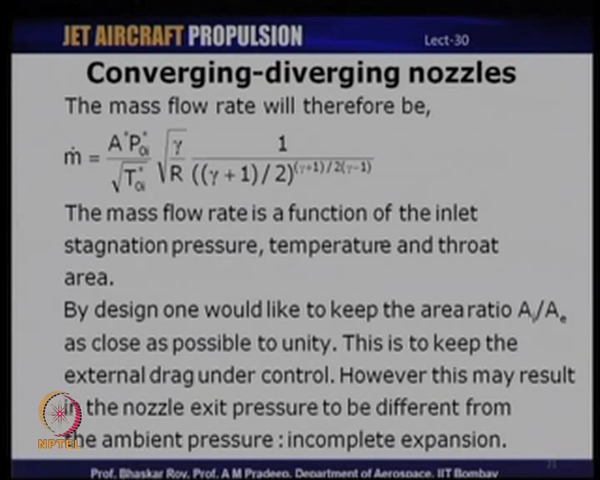 JET AIRCRAFT PROPULSION
Lect-30
Converging-diverging nozzles
The mass flow rate will therefore be,
ṁ = A*P*₀ᵢ / √T*₀ᵢ √(γ/R) 1 / ((γ+1)/2)^(γ+1)/2(γ−1)
The mass flow rate is a function of the inlet
stagnation pressure, temperature and throat
area.
By design one would like to keep the area ratio Aᵢ/Aₑ
as close as possible to unity. This is to keep the
external drag under control. However this may result
in the nozzle exit pressure to be different from
the ambient pressure : incomplete expansion.
NPTEL
Prof. Bhaskar Roy, Prof. A M Pradeep, Department of Aerospace, IIT Bombay
21